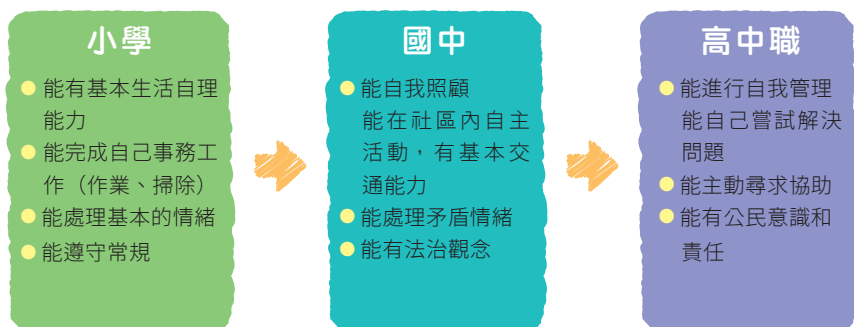 小學
● 能有基本生活自理
能力
● 能完成自己事務工
作（作業、掃除）
● 能處理基本的情緒
● 能遵守常規
國中
● 能自我照顧
能在社區內自主
活動，有基本交
通能力
● 能處理矛盾情緒
● 能有法治觀念
高中職
● 能進行自我管理
能自己嘗試解決
問題
● 能主動尋求協助
● 能有公民意識和
責任